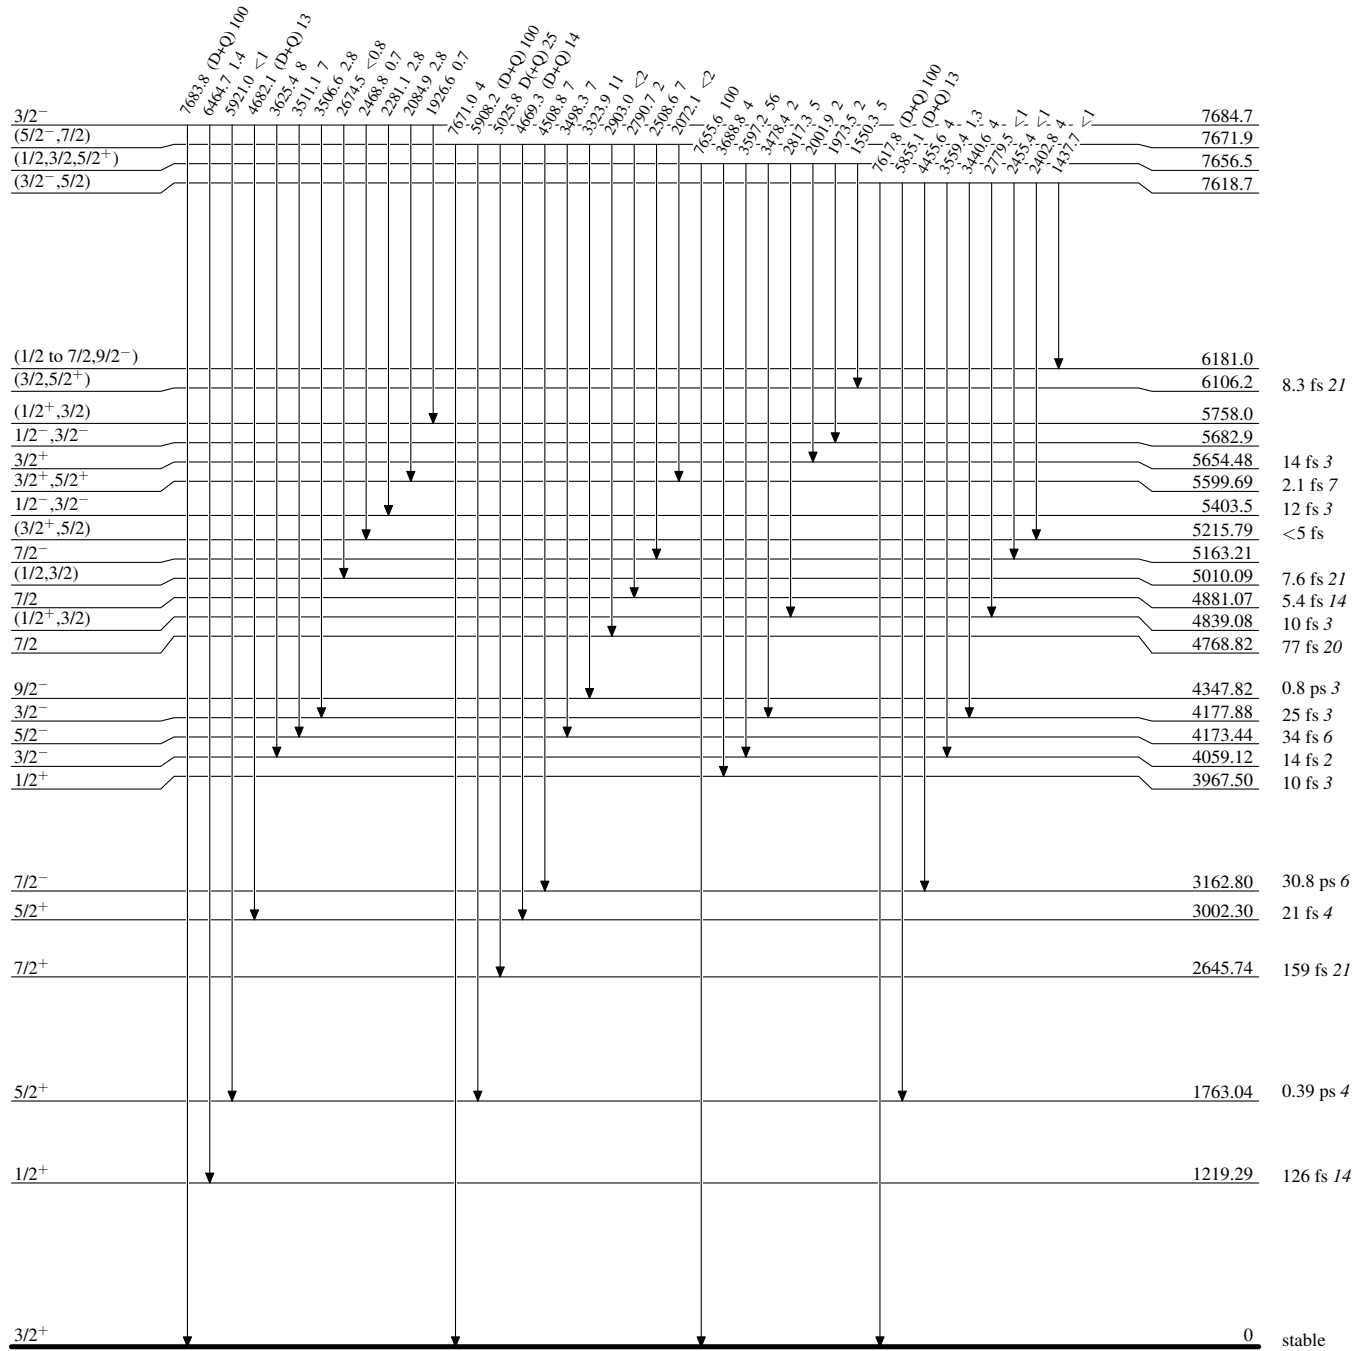 7683.8 (D+Q) 100
6464.7 1.4
5921.0 <1
4682.1 (D+Q) 13
3625.4 8
3511.1 7
3506.6 2.8
2674.5 <0.8
2468.8 0.7
2281.1 2.8
2084.9 2.8
1926.6 0.7
7671.0 4
5908.2 (D+Q) 100
5025.8 D(+Q) 25
4669.3 (D+Q) 14
4508.8 7
3498.3 7
3323.9 11
2903.0 <2
2790.7 2
2508.6 7
2072.1 <2
7655.6 100
3688.8 4
3597.2 56
3478.4 2
2817.3 5
2001.9 2
1973.5 2
1550.3 5
7617.8 (D+Q) 100
5855.1 (D+Q) 13
4455.6 4
3559.4 1.3
3440.6 4
2779.5 <1
2455.4 <1
2402.8 4
1437.7 <1
3/2⁻ 7684.7
(5/2⁻,7/2) 7671.9
(1/2,3/2,5/2⁺) 7656.5
(3/2⁻,5/2) 7618.7
(1/2 to 7/2,9/2⁻) 6181.0
(3/2,5/2⁺) 6106.2 8.3 fs 21
(1/2⁺,3/2) 5758.0
1/2⁻,3/2⁻ 5682.9
3/2⁺ 5654.48 14 fs 3
3/2⁺,5/2⁺ 5599.69 2.1 fs 7
1/2⁻,3/2⁻ 5403.5 12 fs 3
(3/2⁺,5/2) 5215.79 <5 fs
7/2⁻ 5163.21
(1/2,3/2) 5010.09 7.6 fs 21
7/2 4881.07 5.4 fs 14
(1/2⁺,3/2) 4839.08 10 fs 3
7/2 4768.82 77 fs 20
9/2⁻ 4347.82 0.8 ps 3
3/2⁻ 4177.88 25 fs 3
5/2⁻ 4173.44 34 fs 6
3/2⁻ 4059.12 14 fs 2
1/2⁺ 3967.50 10 fs 3
7/2⁻ 3162.80 30.8 ps 6
5/2⁺ 3002.30 21 fs 4
7/2⁺ 2645.74 159 fs 21
5/2⁺ 1763.04 0.39 ps 4
1/2⁺ 1219.29 126 fs 14
3/2⁺ 0 stable